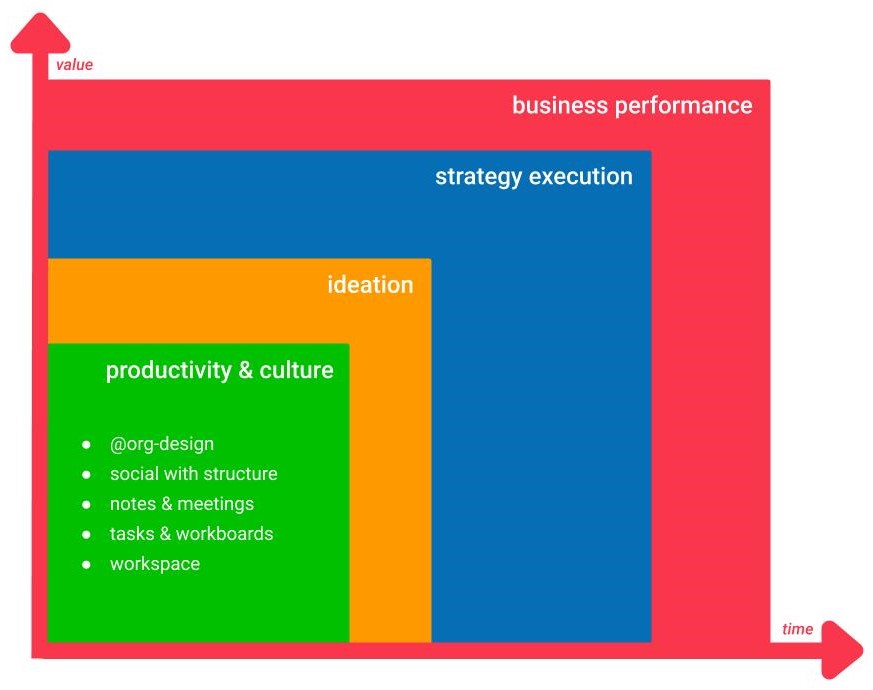 value
business performance
strategy execution
ideation
productivity & culture
● @org-design
● social with structure
● notes & meetings
● tasks & workboards
● workspace
time